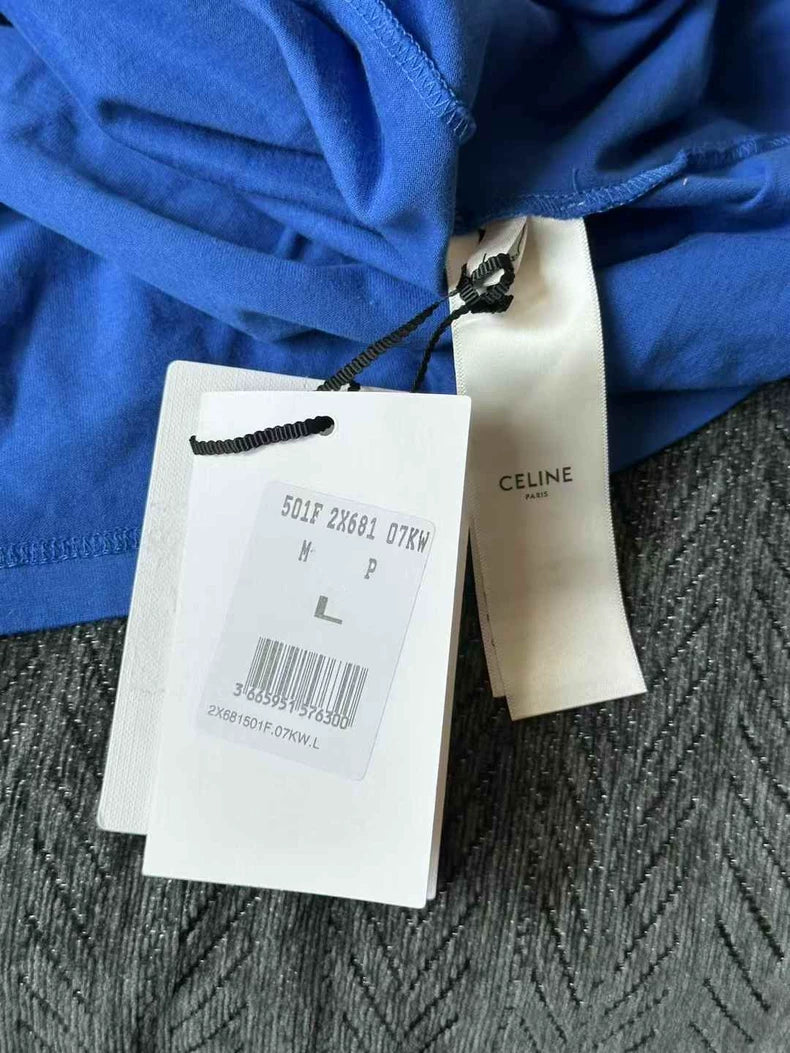 501F 2X681 07KW
M P
L
3 665951 576300
2X681501F.07KW.L
CELINE
PARIS